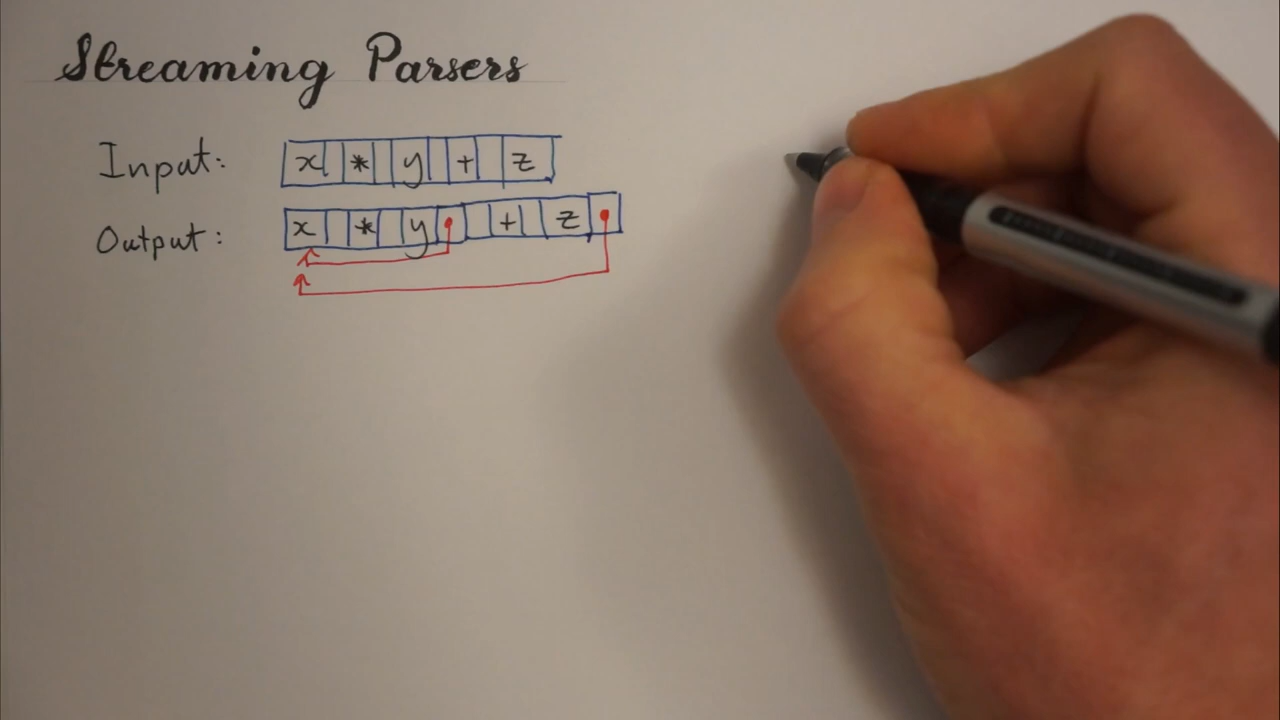 Streaming Parsers
Input: x * y + z
Output: x * y + z